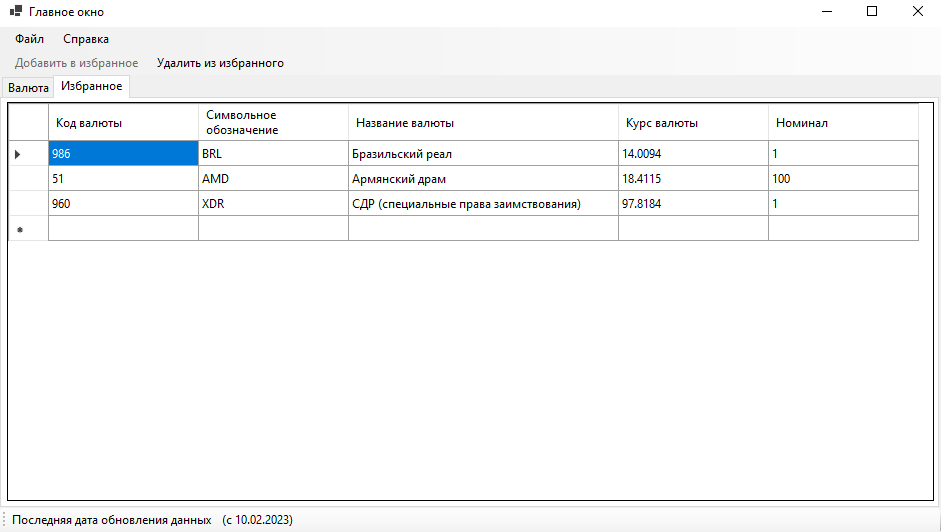 Главное окно
Файл Справка
Добавить в избранное Удалить из избранного
Валюта Избранное
Код валюты Символьное обозначение Название валюты Курс валюты Номинал
986 BRL Бразильский реал 14.0094 1
51 AMD Армянский драм 18.4115 100
960 XDR СДР (специальные права заимствования) 97.8184 1
Последняя дата обновления данных (с 10.02.2023)